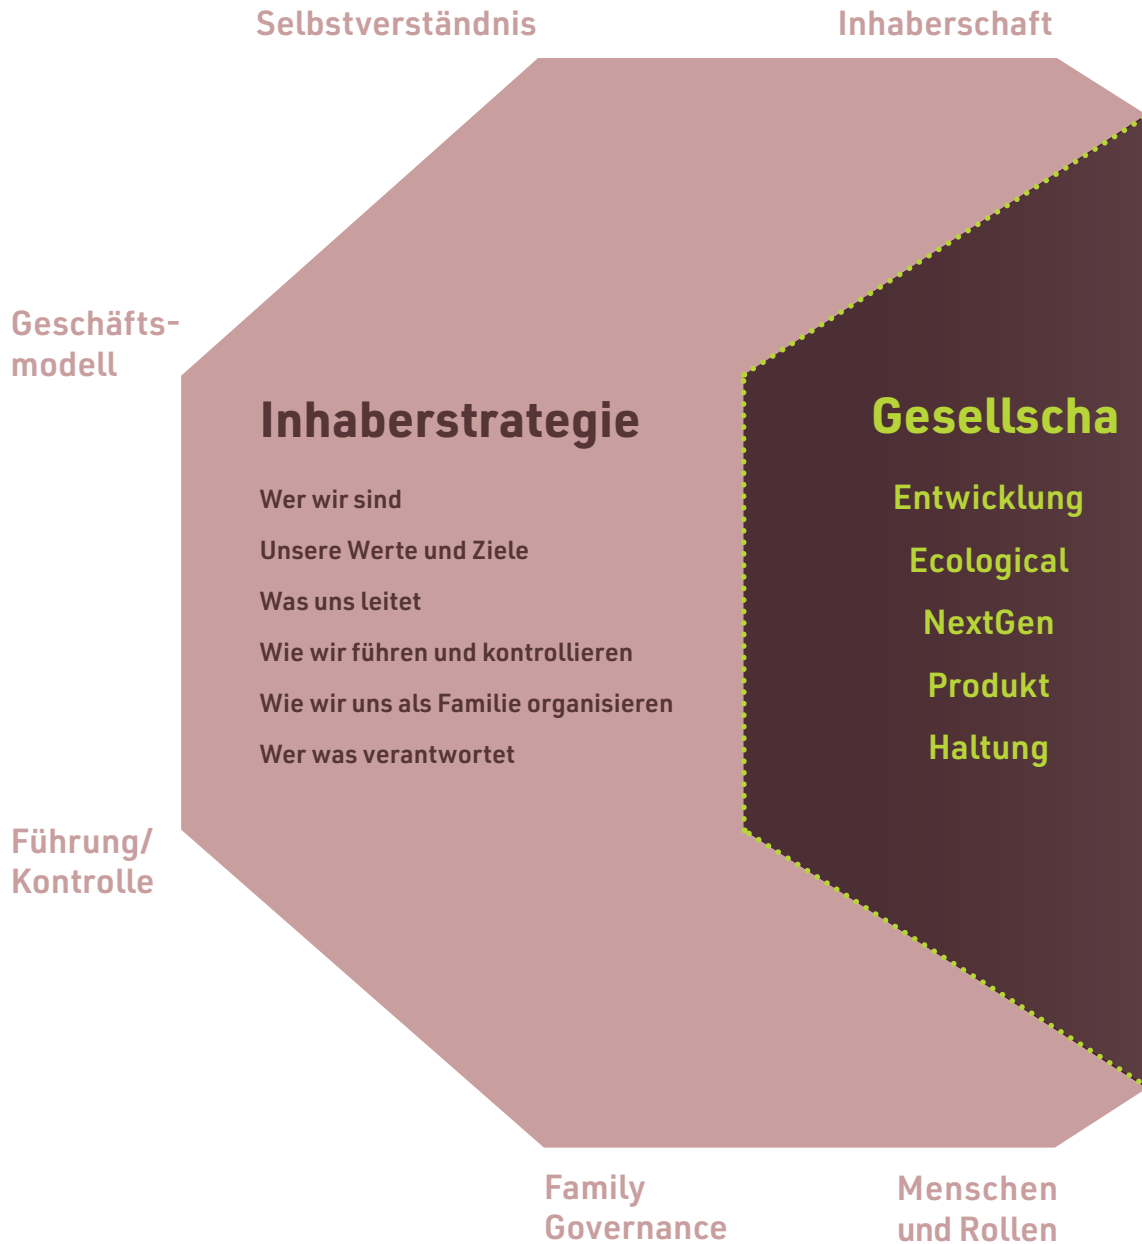 Selbstverständnis
Inhaberschaft
Geschäfts-
modell
Inhaberstrategie
Wer wir sind
Unsere Werte und Ziele
Was uns leitet
Wie wir führen und kontrollieren
Wie wir uns als Familie organisieren
Wer was verantwortet
Gesellscha
Entwicklung
Ecological
NextGen
Produkt
Haltung
Führung/
Kontrolle
Family
Governance
Menschen
und Rollen